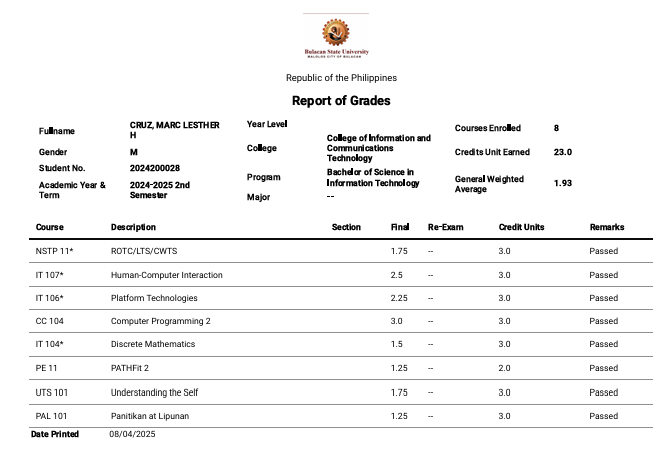 Bulacan State University
MALOLOS CITY OF BULACAN
Republic of the Philippines
Report of Grades
Fullname CRUZ, MARC LESTHER H
Gender M
Student No. 2024200028
Academic Year & Term 2024-2025 2nd Semester
Year Level
College College of Information and Communications Technology
Program Bachelor of Science in Information Technology
Major --
Courses Enrolled 8
Credits Unit Earned 23.0
General Weighted Average 1.93
Course Description Section Final Re-Exam Credit Units Remarks
NSTP 11* ROTC/LTS/CWTS 1.75 -- 3.0 Passed
IT 107* Human-Computer Interaction 2.5 -- 3.0 Passed
IT 106* Platform Technologies 2.25 -- 3.0 Passed
CC 104 Computer Programming 2 3.0 -- 3.0 Passed
IT 104* Discrete Mathematics 1.5 -- 3.0 Passed
PE 11 PATHFit 2 1.25 -- 2.0 Passed
UTS 101 Understanding the Self 1.75 -- 3.0 Passed
PAL 101 Panitikan at Lipunan 1.25 -- 3.0 Passed
Date Printed 08/04/2025